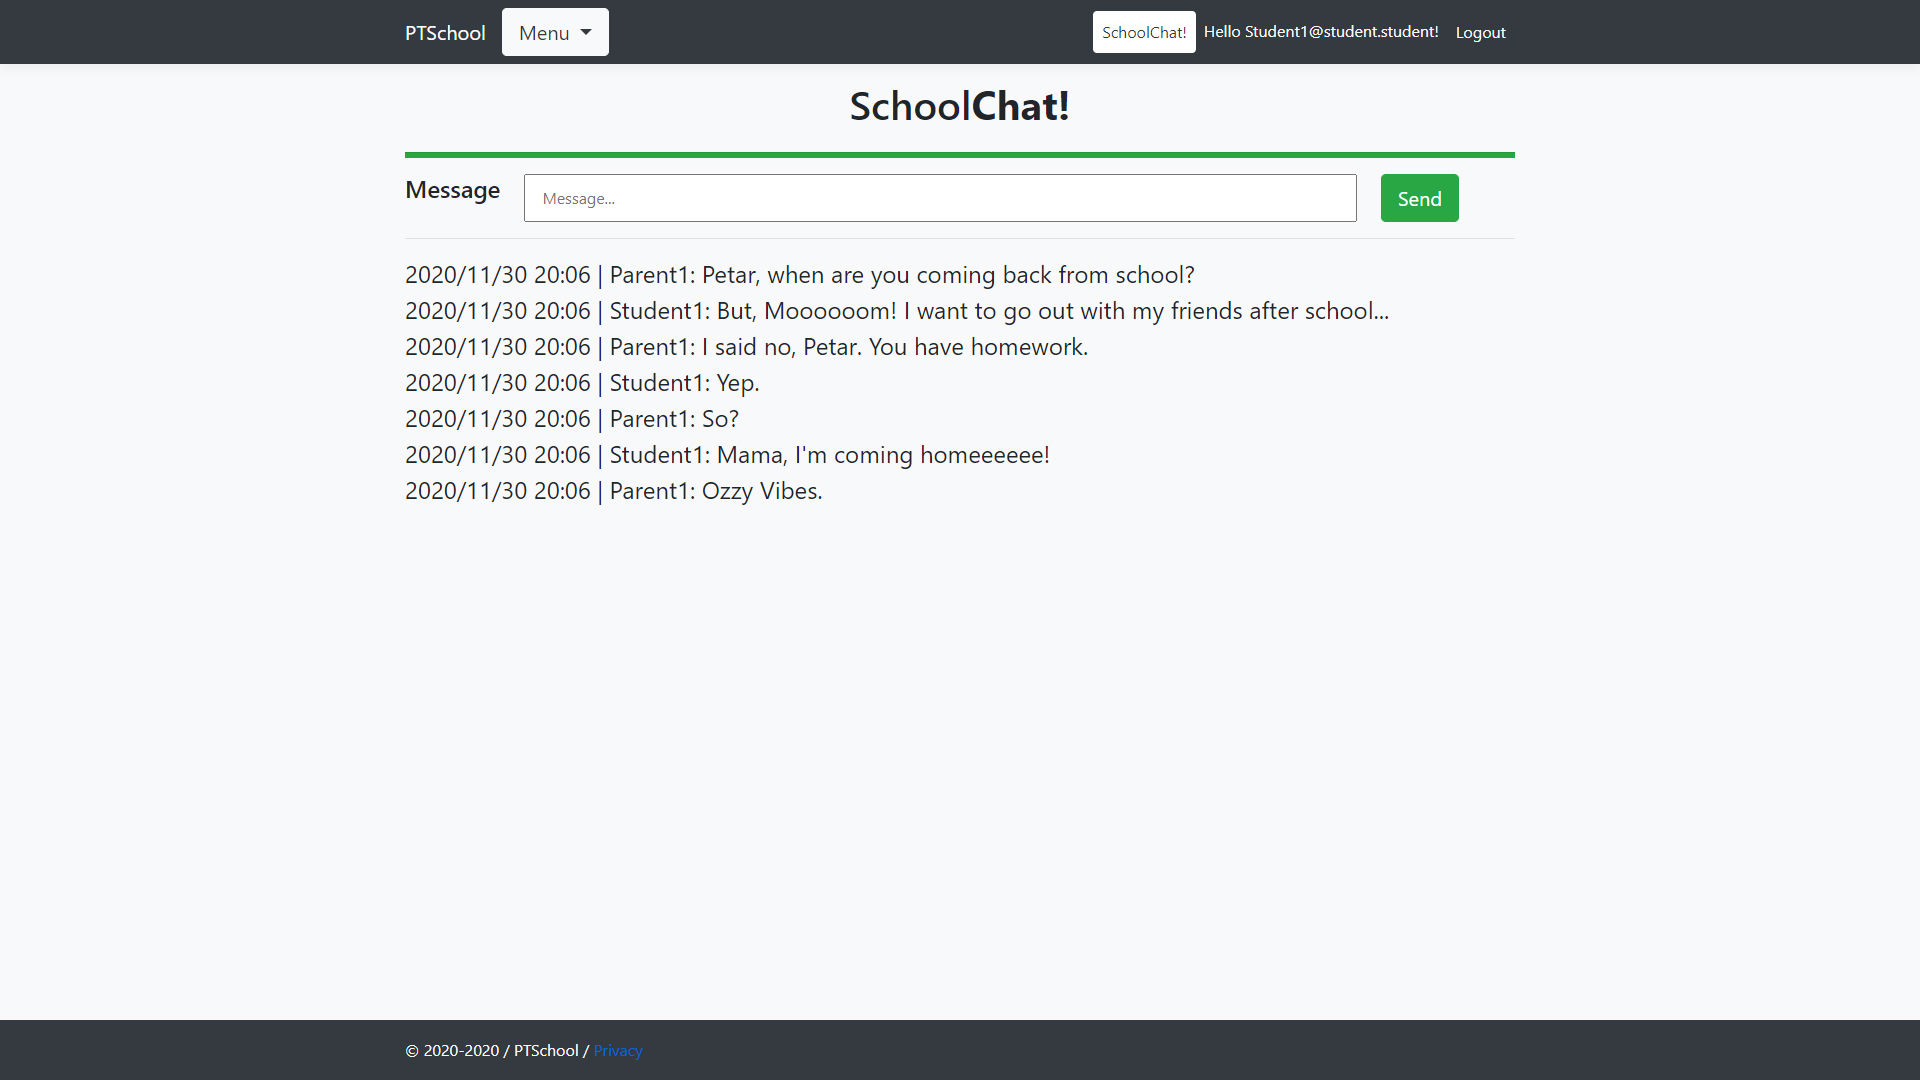 PTSchool Menu SchoolChat! Hello Student1@student.student! Logout
SchoolChat!
Message Message... Send
2020/11/30 20:06 | Parent1: Petar, when are you coming back from school?
2020/11/30 20:06 | Student1: But, Moooooom! I want to go out with my friends after school...
2020/11/30 20:06 | Parent1: I said no, Petar. You have homework.
2020/11/30 20:06 | Student1: Yep.
2020/11/30 20:06 | Parent1: So?
2020/11/30 20:06 | Student1: Mama, I'm coming homeeeeee!
2020/11/30 20:06 | Parent1: Ozzy Vibes.
© 2020-2020 / PTSchool / Privacy